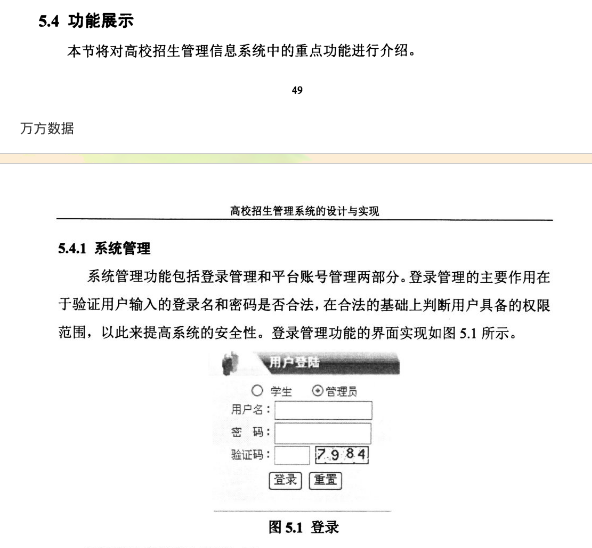 5.4 功能展示
本节将对高校招生管理信息系统中的重点功能进行介绍。
49
万方数据
高校招生管理系统的设计与实现
5.4.1 系统管理
系统管理功能包括登录管理和平台账号管理两部分。登录管理的主要作用在
于验证用户输入的登录名和密码是否合法,在合法的基础上判断用户具备的权限
范围，以此来提高系统的安全性。登录管理功能的界面实现如图 5.1 所示。
用户登陆
学生 管理员
用户名：
密 码：
验证码： 7984
登录 重置
图 5.1 登录